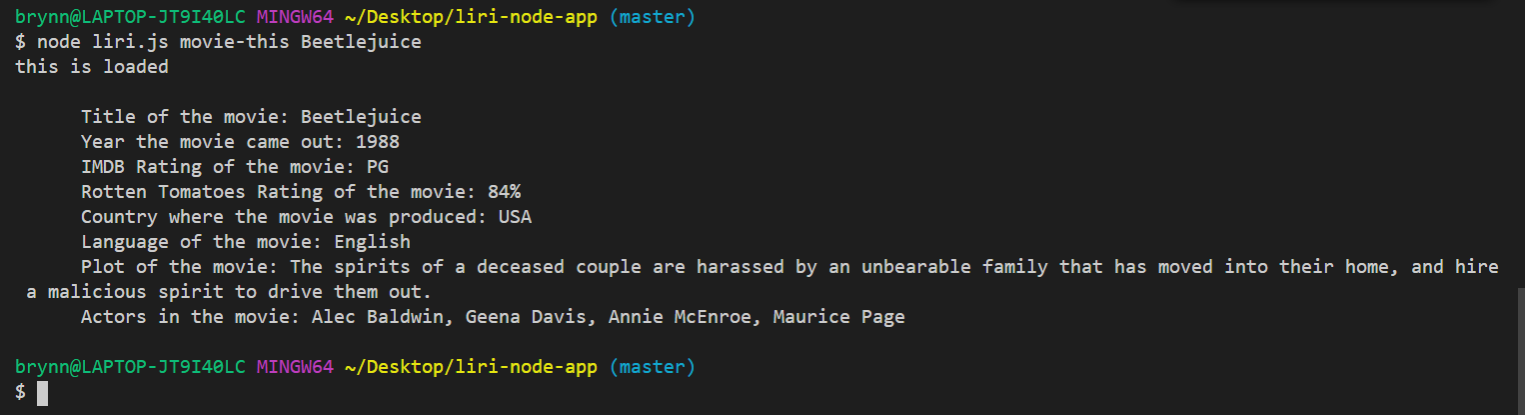 brynn@LAPTOP-JT9I40LC MINGW64 ~/Desktop/liri-node-app (master)
$ node liri.js movie-this Beetlejuice
this is loaded
Title of the movie: Beetlejuice
Year the movie came out: 1988
IMDB Rating of the movie: PG
Rotten Tomatoes Rating of the movie: 84%
Country where the movie was produced: USA
Language of the movie: English
Plot of the movie: The spirits of a deceased couple are harassed by an unbearable family that has moved into their home, and hire
a malicious spirit to drive them out.
Actors in the movie: Alec Baldwin, Geena Davis, Annie McEnroe, Maurice Page
brynn@LAPTOP-JT9I40LC MINGW64 ~/Desktop/liri-node-app (master)
$